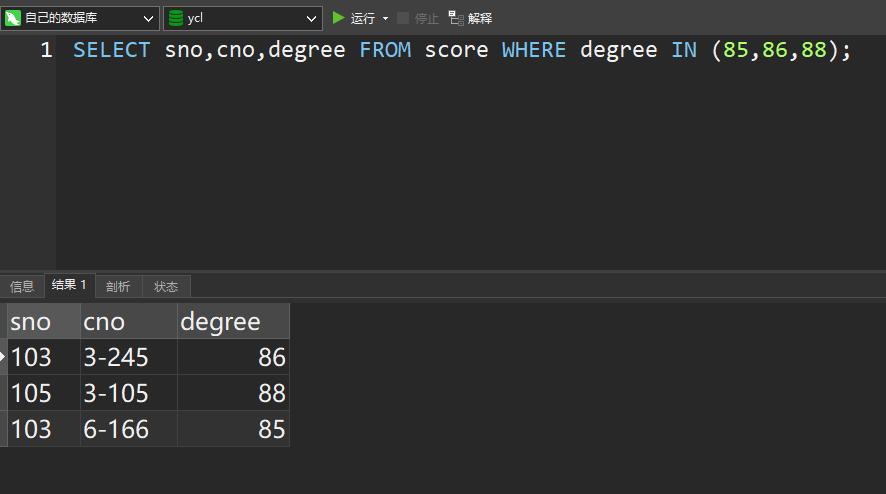 自己的数据库 ycl 运行 停止 解释
1 SELECT sno,cno,degree FROM score WHERE degree IN (85,86,88);
信息 结果 1 剖析 状态
sno cno degree
103 3-245 86
105 3-105 88
103 6-166 85